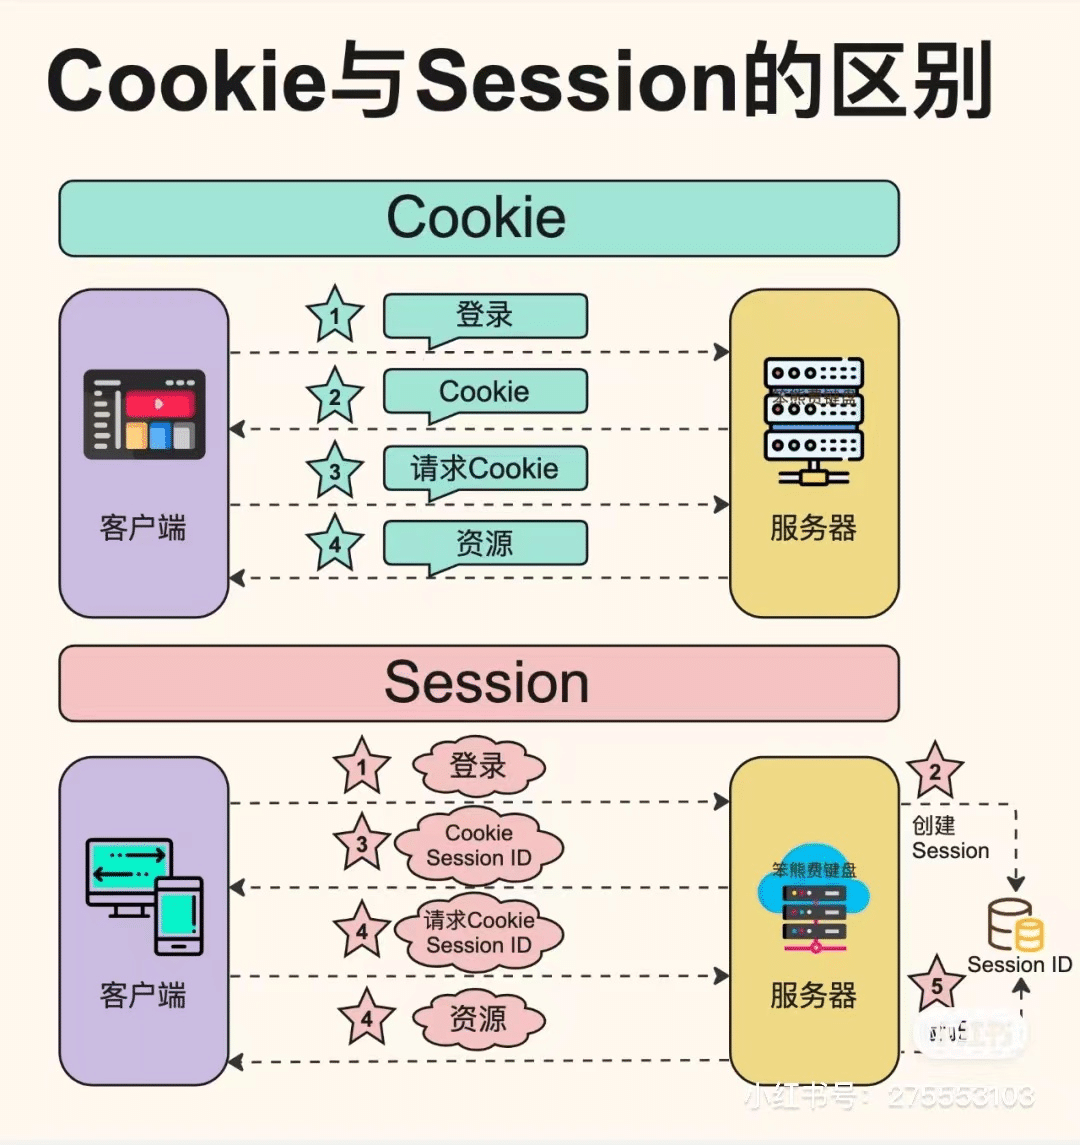 Cookie与Session的区别
Cookie
1
登录
2
Cookie
3
请求Cookie
4
资源
客户端
笨熊费键盘
服务器
Session
1
登录
2
创建
Session
3
Cookie
Session ID
4
请求Cookie
Session ID
4
资源
客户端
笨熊费键盘
服务器
Session ID
5
小红书
小红书号：275553103